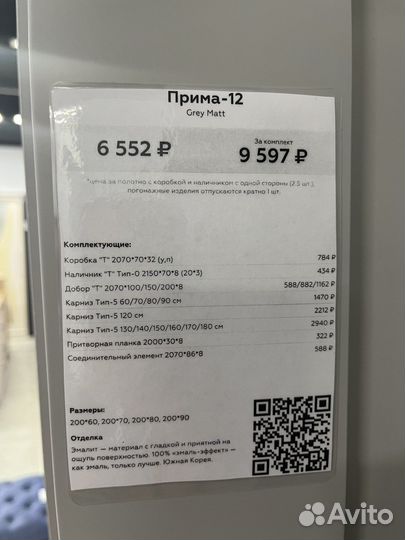 Прима-12
Grey Matt
6 552 ₽
За комплект
9 597 ₽
*цена за полотно с коробкой и наличником с одной стороны (2.5 шт.),
погонажные изделия отпускаются кратно 1 шт.
Комплектующие:
Коробка "Т" 2070*70*32 (у,п) 784 ₽
Наличник "Т" Тип-0 2150*70*8 (20*3) 434 ₽
Добор "Т" 2070*100/150/200*8 588/882/1162 ₽
Карниз Тип-5 60/70/80/90 см 1470 ₽
Карниз Тип-5 120 см 2212 ₽
Карниз Тип-5 130/140/150/160/170/180 см 2940 ₽
Притворная планка 2000*30*8 322 ₽
Соединительный элемент 2070*86*8 588 ₽
Размеры:
200*60, 200*70, 200*80, 200*90
Отделка
Эмалит — материал с гладкой и приятной на
ощупь поверхностью. 100% «эмаль-эффект» —
как эмаль, только лучше. Южная Корея.
Avito